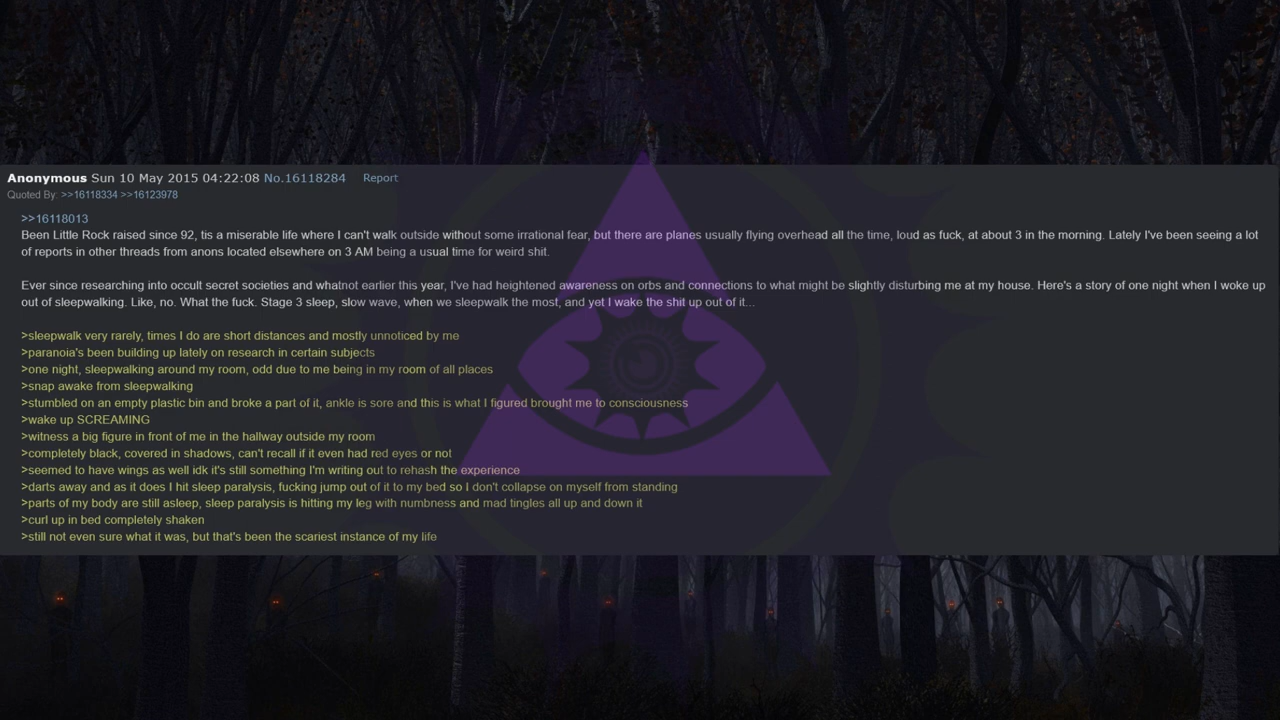 Anonymous Sun 10 May 2015 04:22:08 No.16118284 Report
Quoted By: >>16118334 >>16123978
>>16118013
Been Little Rock raised since 92, tis a miserable life where I can't walk outside without some irrational fear, but there are planes usually flying overhead all the time, loud as fuck, at about 3 in the morning. Lately I've been seeing a lot
of reports in other threads from anons located elsewhere on 3 AM being a usual time for weird shit.
Ever since researching into occult secret societies and whatnot earlier this year, I've had heightened awareness on orbs and connections to what might be slightly disturbing me at my house. Here's a story of one night when I woke up
out of sleepwalking. Like, no. What the fuck. Stage 3 sleep, slow wave, when we sleepwalk the most, and yet I wake the shit up out of it...
>sleepwalk very rarely, times I do are short distances and mostly unnoticed by me
>paranoia's been building up lately on research in certain subjects
>one night, sleepwalking around my room, odd due to me being in my room of all places
>snap awake from sleepwalking
>stumbled on an empty plastic bin and broke a part of it, ankle is sore and this is what I figured brought me to consciousness
>wake up SCREAMING
>witness a big figure in front of me in the hallway outside my room
>completely black, covered in shadows, can't recall if it even had red eyes or not
>seemed to have wings as well idk it's still something I'm writing out to rehash the experience
>darts away and as it does I hit sleep paralysis, fucking jump out of it to my bed so I don't collapse on myself from standing
>parts of my body are still asleep, sleep paralysis is hitting my leg with numbness and mad tingles all up and down it
>curl up in bed completely shaken
>still not even sure what it was, but that's been the scariest instance of my life